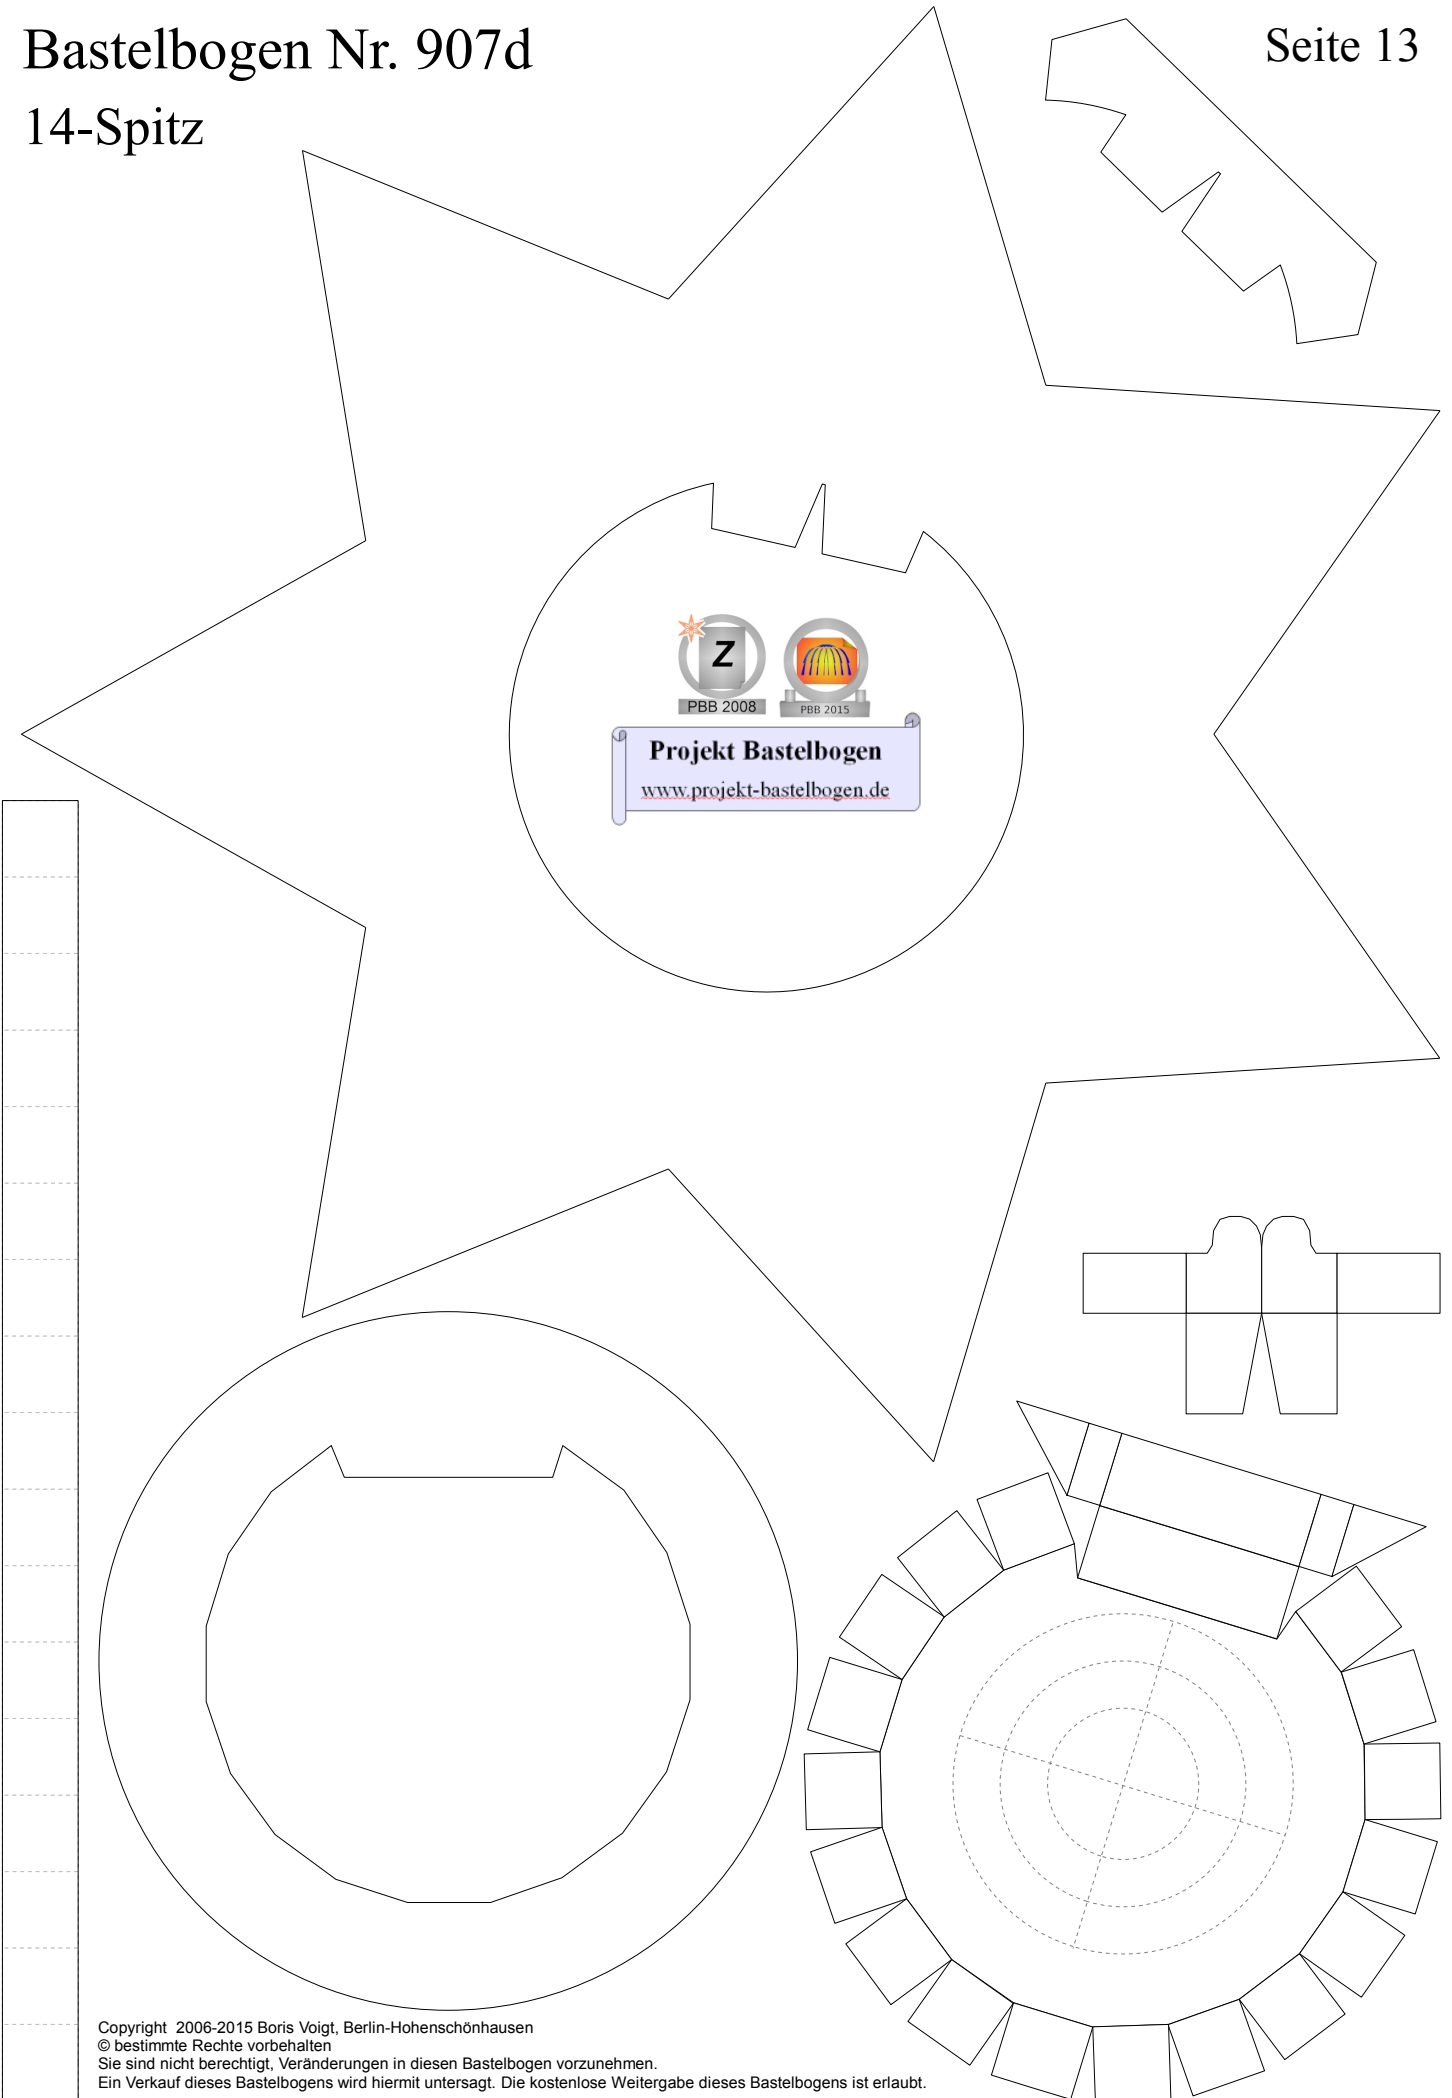 Bastelbogen Nr. 907d
Seite 13
14-Spitz
Z
PBB 2008
PBB 2015
Projekt Bastelbogen
www.projekt-bastelbogen.de
Copyright  2006-2015 Boris Voigt, Berlin-Hohenschönhausen
© bestimmte Rechte vorbehalten
Sie sind nicht berechtigt, Veränderungen in diesen Bastelbogen vorzunehmen.
Ein Verkauf dieses Bastelbogens wird hiermit untersagt. Die kostenlose Weitergabe dieses Bastelbogens ist erlaubt.